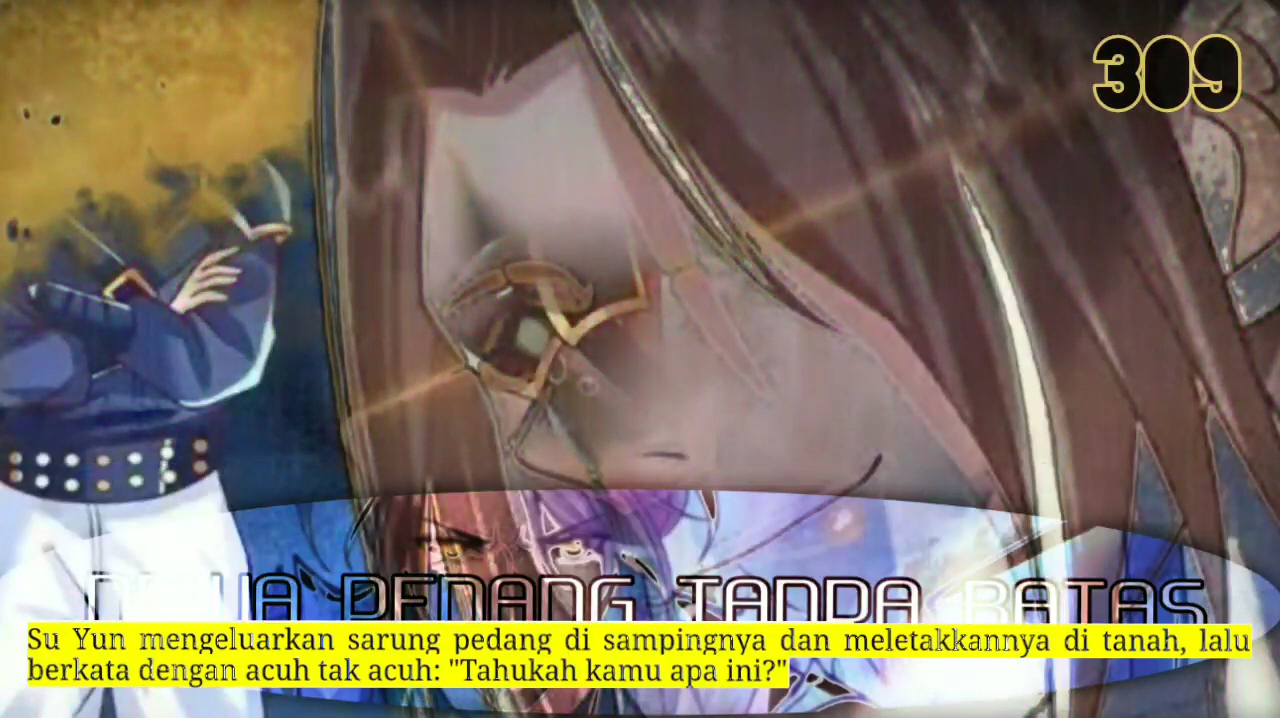 309
DEWA PEDANG TANPA BATAS
Su Yun mengeluarkan sarung pedang di sampingnya dan meletakkannya di tanah, lalu
berkata dengan acuh tak acuh: "Tahukah kamu apa ini?"